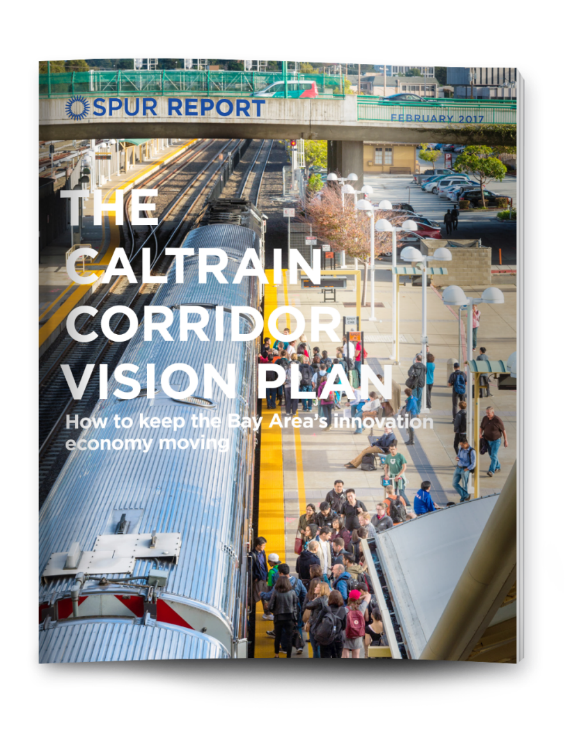 SPUR REPORT
FEBRUARY 2017
THE
CALTRAIN
CORRIDOR
VISION PLAN
How to keep the Bay Area's innovation
economy moving